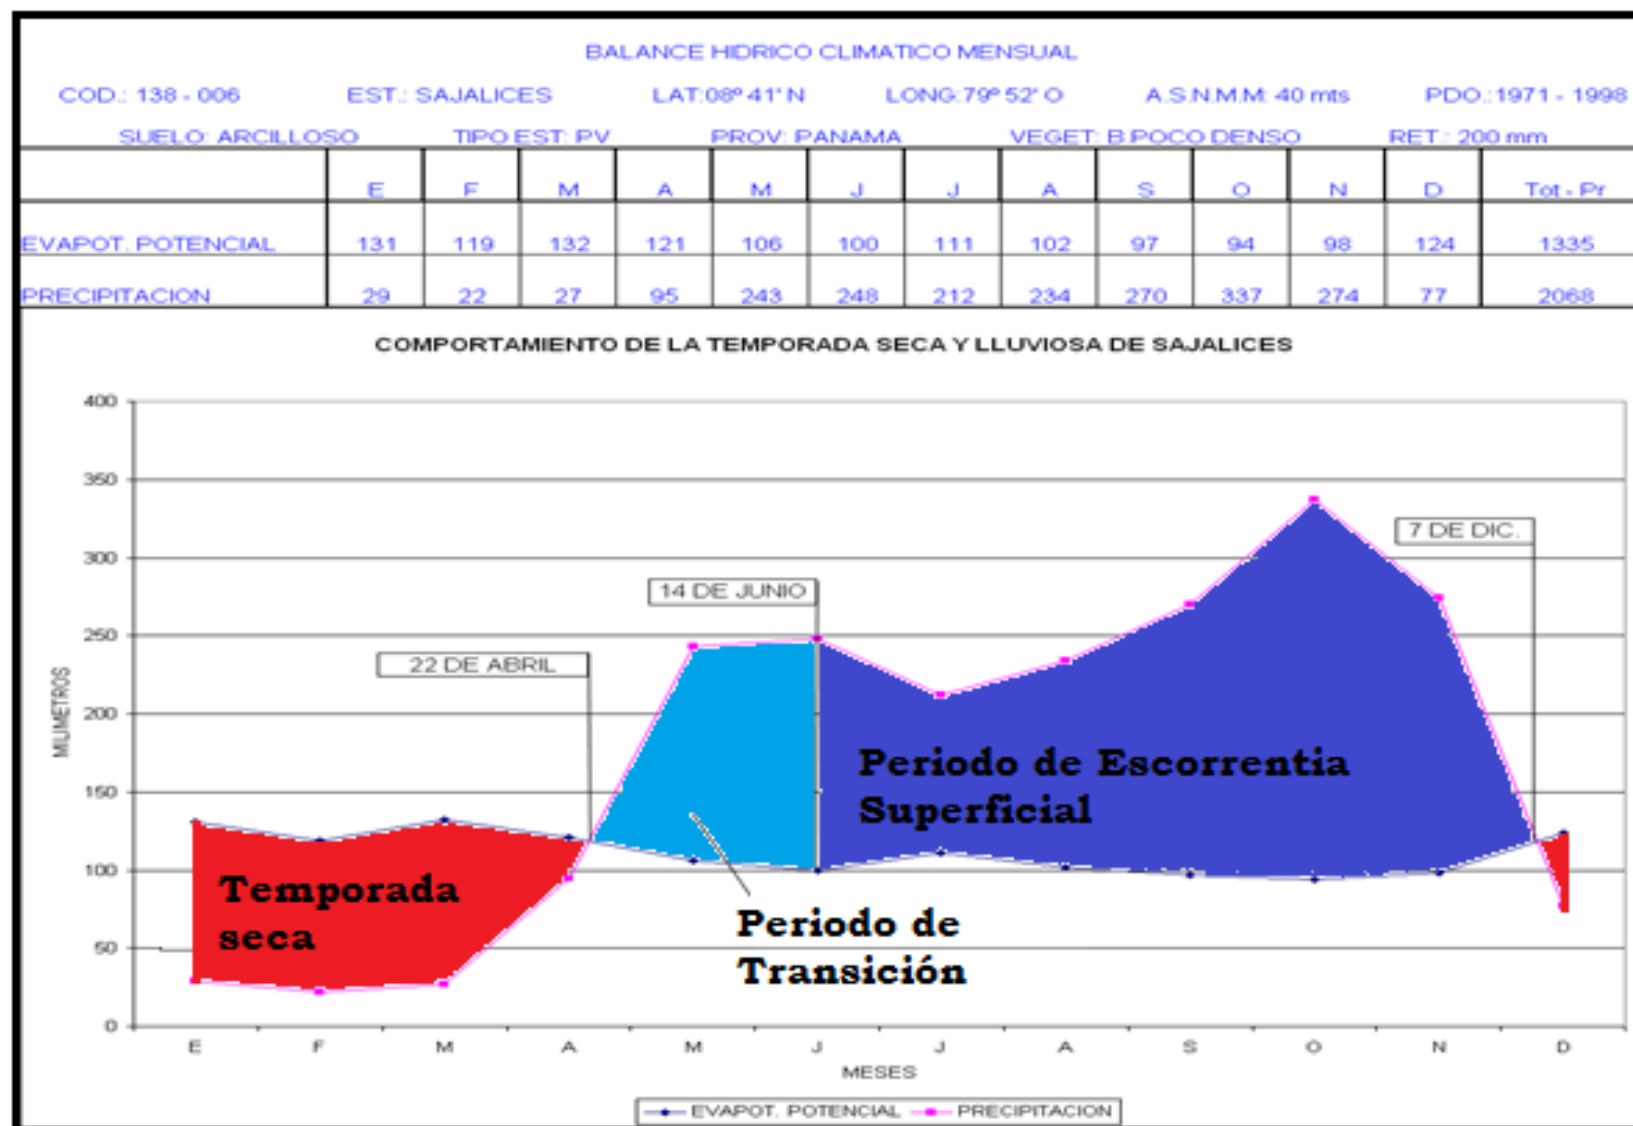 BALANCE HIDRICO CLIMATICO MENSUAL
COD.: 138 - 006 EST.: SAJALICES LAT:08º 41' N LONG:79º 52' O A.S.N.M.M: 40 mts PDO.:1971 - 1998
SUELO: ARCILLOSO TIPO EST: PV PROV: PANAMA VEGET: B.POCO DENSO RET.: 200 mm
E F M A M J J A S O N D Tot - Pr
EVAPOT. POTENCIAL 131 119 132 121 106 100 111 102 97 94 98 124 1335
PRECIPITACION 29 22 27 95 243 248 212 234 270 337 274 77 2068
COMPORTAMIENTO DE LA TEMPORADA SECA Y LLUVIOSA DE SAJALICES
400
350
300
250
200
150
100
50
0
MILIMETROS
7 DE DIC.
14 DE JUNIO
22 DE ABRIL
Periodo de Escorrentia
Superficial
Temporada
seca
Periodo de
Transición
E F M A M J J A S O N D
MESES
EVAPOT. POTENCIAL PRECIPITACION